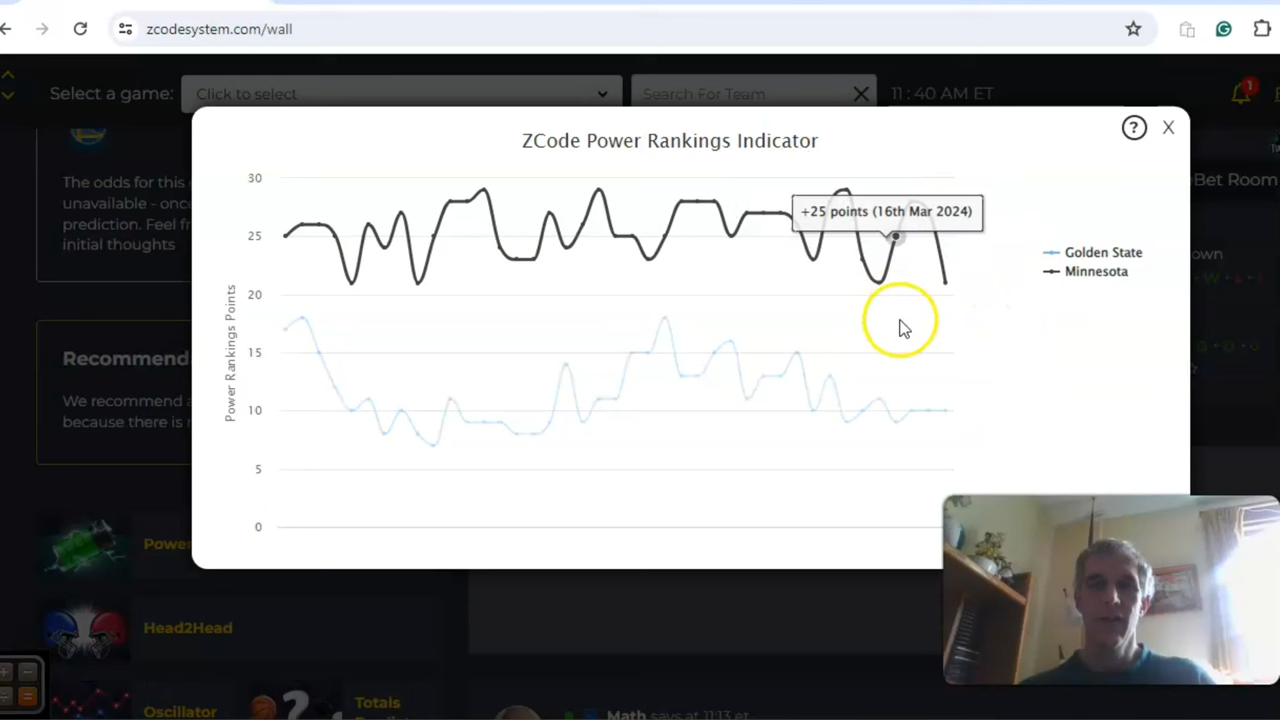 zcodesystem.com/wall
Select a game: Click to select Search For Team 11:40 AM ET 1
ZCode Power Rankings Indicator ? X
30
25
20
15
10
5
0
Power Rankings Points
+25 points (16th Mar 2024)
Golden State
Minnesota
The odds for this
unavailable - once
prediction. Feel fr
initial thoughts
Recommend
We recommend a
because there is n
Bet Room
own
Power
Head2Head
Oscillator
Totals
Math says at 11:13 et